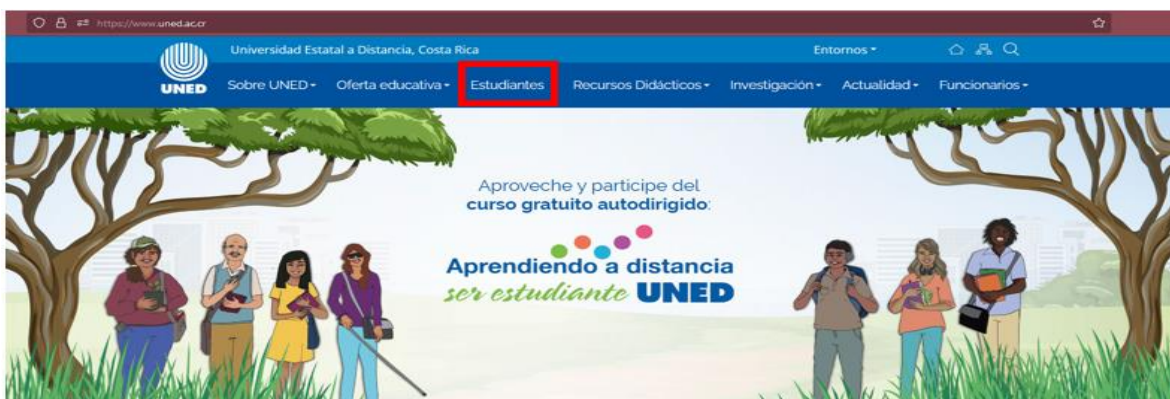 https://www.uned.ac.cr
Universidad Estatal a Distancia, Costa Rica
Entornos
UNED
Sobre UNED
Oferta educativa
Estudiantes
Recursos Didácticos
Investigación
Actualidad
Funcionarios
Aproveche y participe del
curso gratuito autodirigido:
Aprendiendo a distancia
ser estudiante UNED